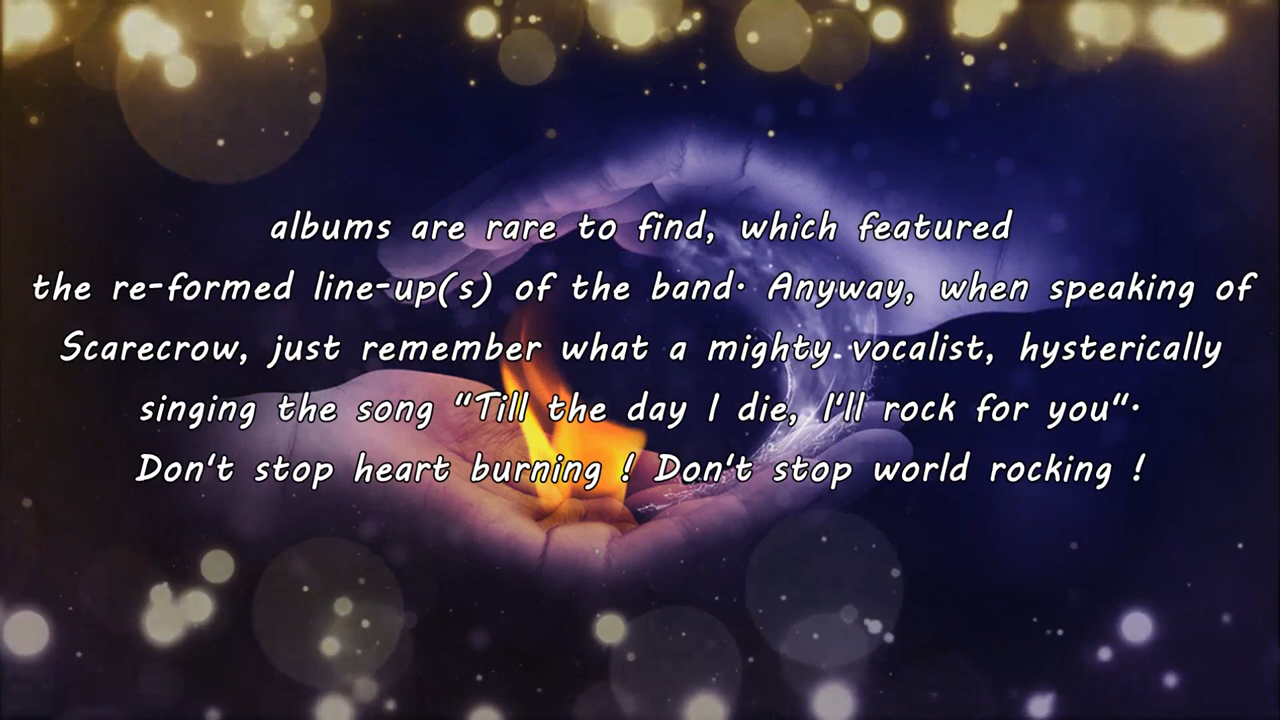 albums are rare to find, which featured
the re-formed line-up(s) of the band. Anyway, when speaking of
Scarecrow, just remember what a mighty vocalist, hysterically
singing the song "Till the day I die, I'll rock for you".
Don't stop heart burning ! Don't stop world rocking !